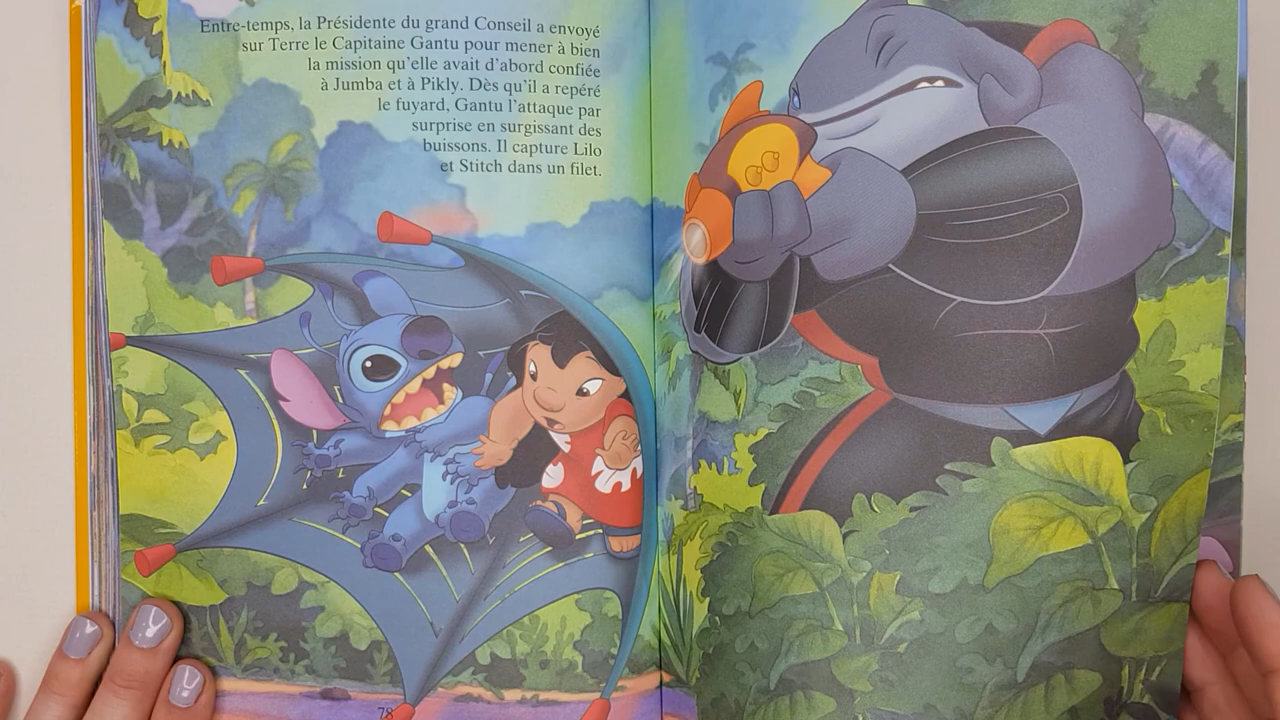 Entre-temps, la Présidente du grand Conseil a envoyé
sur Terre le Capitaine Gantu pour mener à bien
la mission qu'elle avait d'abord confiée
à Jumba et à Pikly. Dès qu'il a repéré
le fuyard, Gantu l'attaque par
surprise en surgissant des
buissons. Il capture Lilo
et Stitch dans un filet.
78